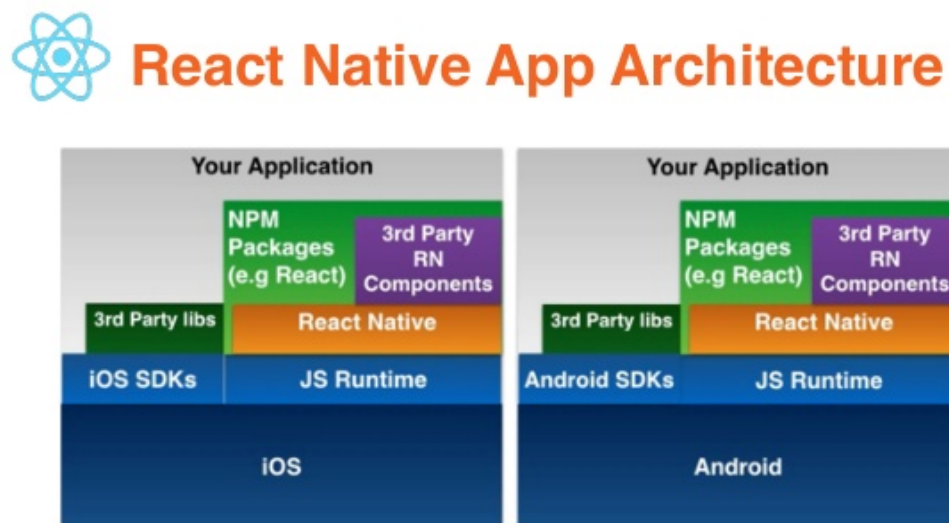 React Native App Architecture
Your Application
NPM
Packages
(e.g React)
3rd Party
RN
Components
3rd Party libs
React Native
iOS SDKs
JS Runtime
iOS
Your Application
NPM
Packages
(e.g React)
3rd Party
RN
Components
3rd Party libs
React Native
Android SDKs
JS Runtime
Android